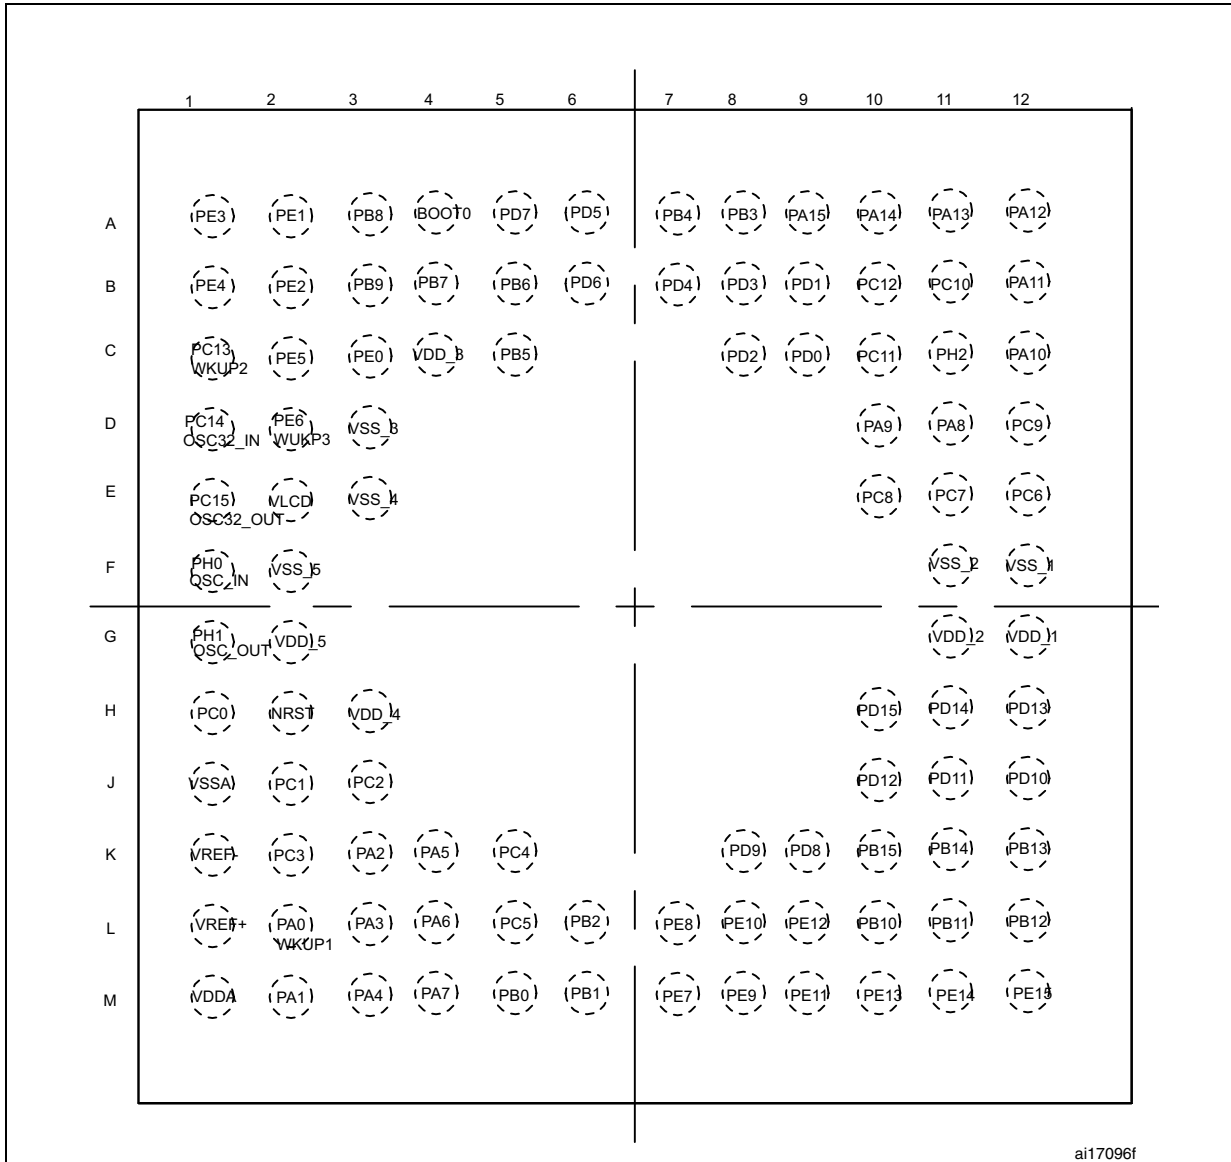 1 2 3 4 5 6 7 8 9 10 11 12
A PE3 PE1 PB8 BOOT0 PD7 PD5 PB4 PB3 PA15 PA14 PA13 PA12
B PE4 PE2 PB9 PB7 PB6 PD6 PD4 PD3 PD1 PC12 PC10 PA11
C PC13 PE5 PE0 VDD_3 PB5 PD2 PD0 PC11 PH2 PA10
WKUP2
D PC14 PE6 VSS_3 PA9 PA8 PC9
OSC32_IN WUKP3
E PC15 VLCD VSS_4 PC8 PC7 PC6
OSC32_OUT
F PH0 VSS_5 VSS_2 VSS_1
OSC_IN
G PH1 VDD_5 VDD_2 VDD_1
OSC_OUT
H PC0 NRST VDD_4 PD15 PD14 PD13
J VSSA PC1 PC2 PD12 PD11 PD10
K VREF- PC3 PA2 PA5 PC4 PD9 PD8 PB15 PB14 PB13
L VREF+ PA0 PA3 PA6 PC5 PB2 PE8 PE10 PE12 PB10 PB11 PB12
WKUP1
M VDDA PA1 PA4 PA7 PB0 PB1 PE7 PE9 PE11 PE13 PE14 PE15
ai17096f